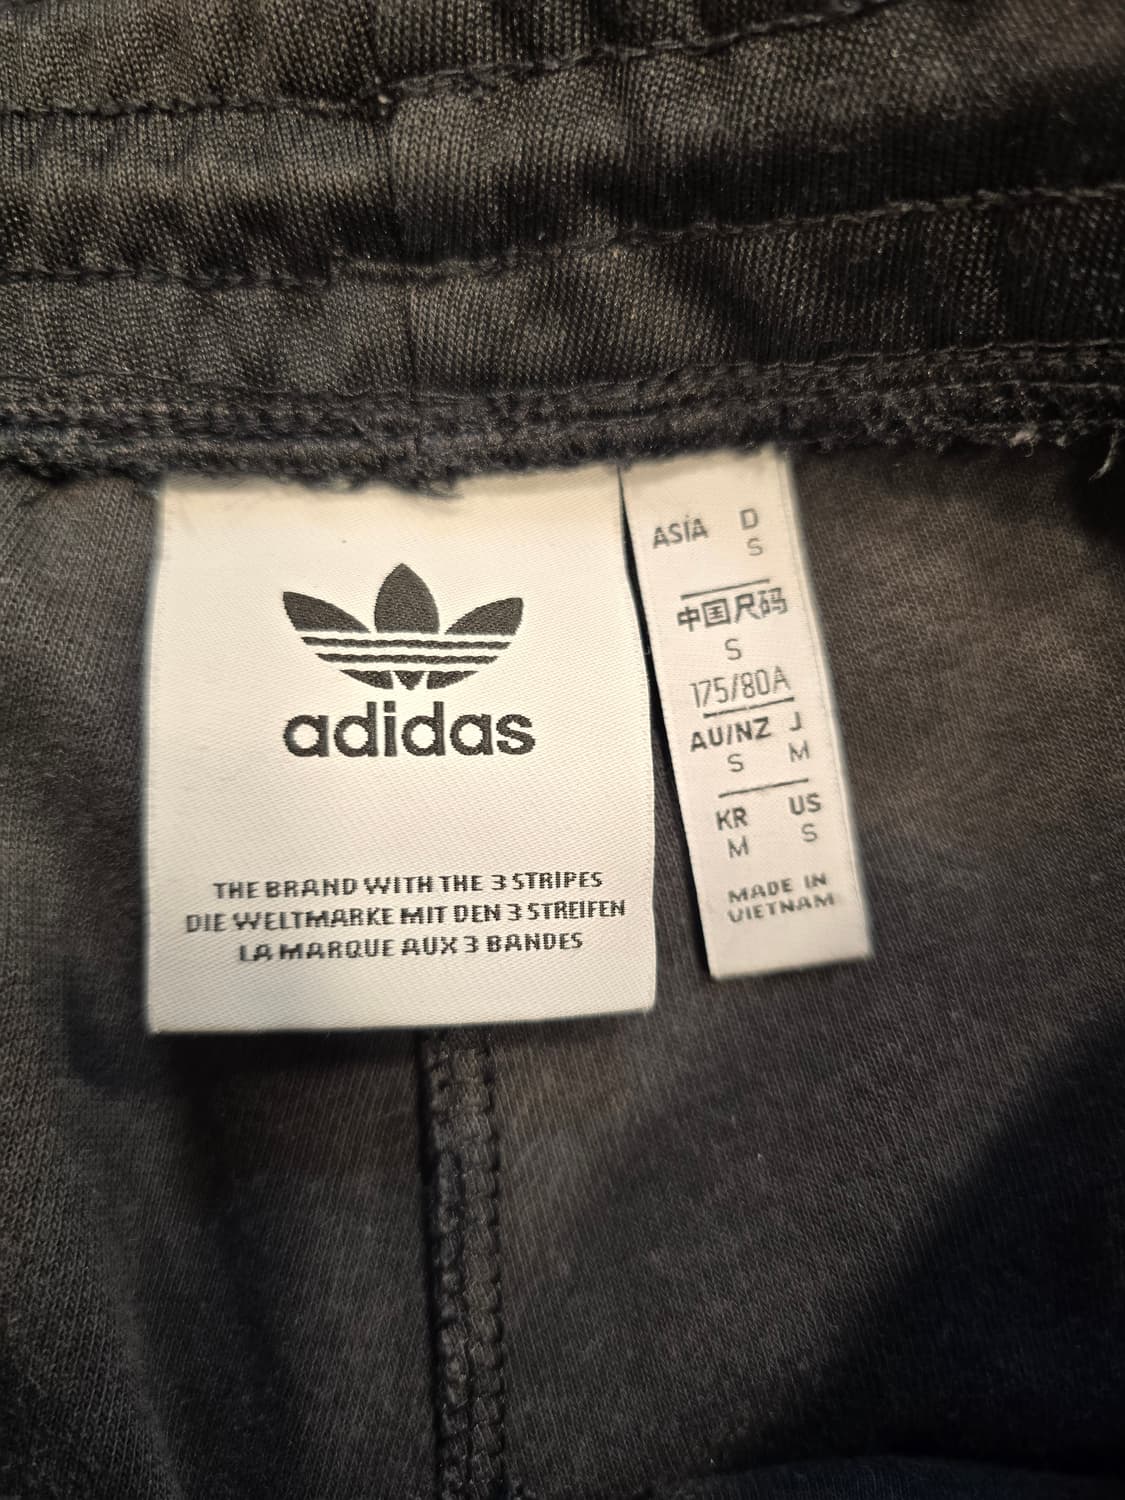 adidas
THE BRAND WITH THE 3 STRIPES
DIE WELTMARKE MIT DEN 3 STREIFEN
LA MARQUE AUX 3 BANDES
ASIA D
S
中国尺码
S
175/80A
AU/NZ J
S M
KR US
M S
MADE IN
VIETNAM